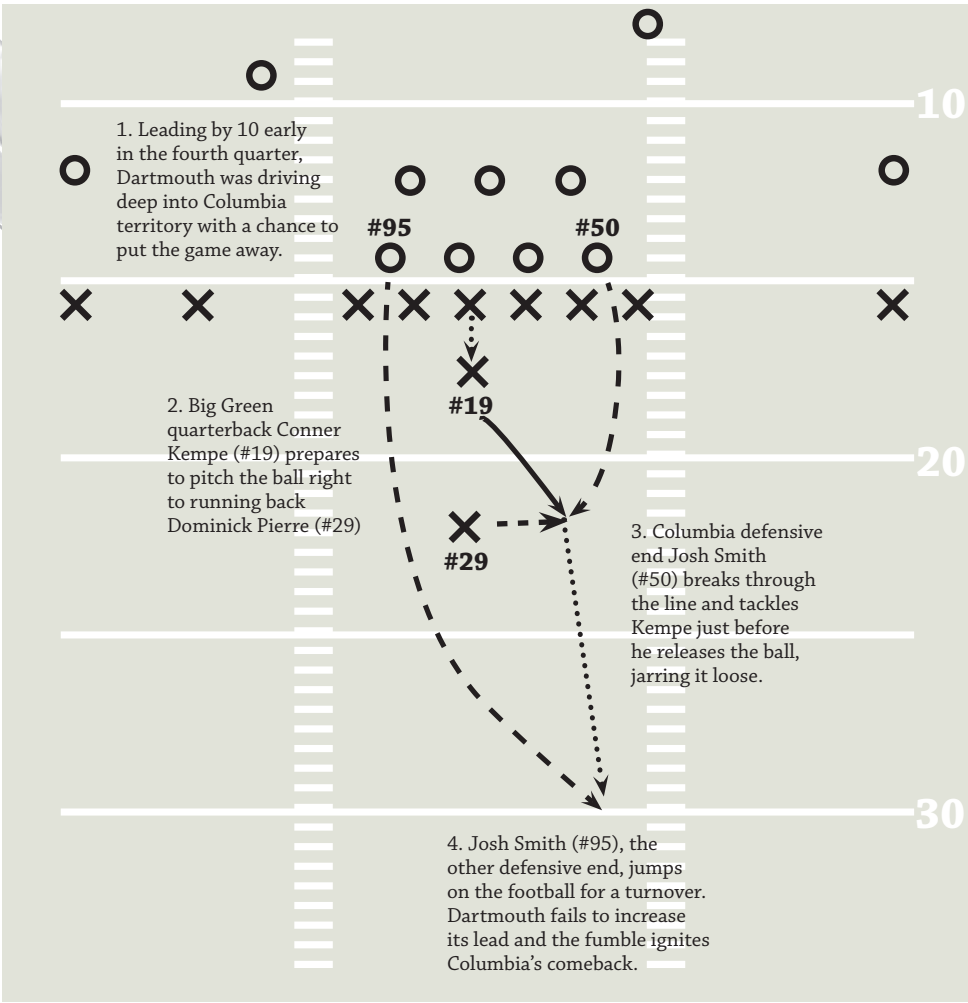 10
1. Leading by 10 early
in the fourth quarter,
Dartmouth was driving
deep into Columbia
territory with a chance to
put the game away.
#95
#50
#19
2. Big Green
quarterback Conner
Kempe (#19) prepares
to pitch the ball right
to running back
Dominick Pierre (#29)
20
#29
3. Columbia defensive
end Josh Smith
(#50) breaks through
the line and tackles
Kempe just before
he releases the ball,
jarring it loose.
30
4. Josh Smith (#95), the
other defensive end, jumps
on the football for a turnover.
Dartmouth fails to increase
its lead and the fumble ignites
Columbia’s comeback.